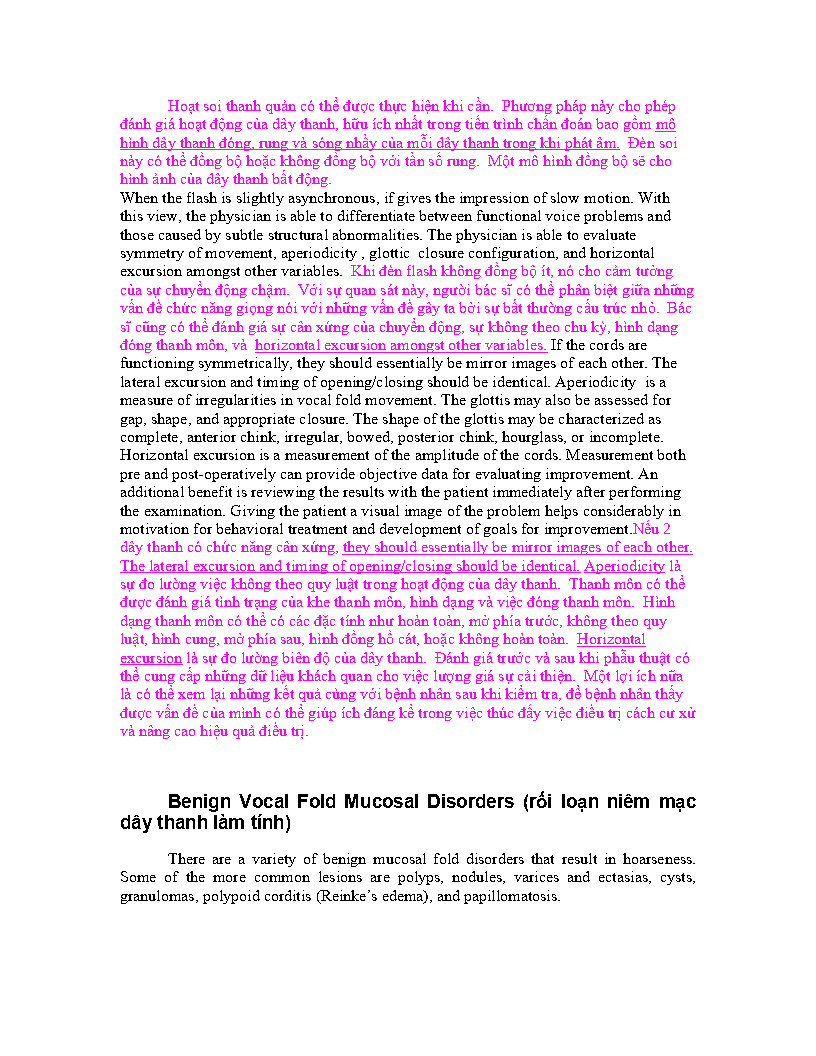 Hoạt soi thanh quản có thể được thực hiện khi cần.  Phương pháp này cho phép
đánh giá hoạt động của dây thanh, hữu ích nhất trong tiến trình chẩn đoán bao gồm mô
hình dây thanh đóng, rung và sóng nhầy của mỗi dây thanh trong khi phát âm.  Đèn soi
này có thể đồng bộ hoặc không đồng bộ với tần số rung.  Một mô hình đồng bộ sẽ cho
hình ảnh của dây thanh bất động.
When the flash is slightly asynchronous, if gives the impression of slow motion. With
this view, the physician is able to differentiate between functional voice problems and
those caused by subtle structural abnormalities. The physician is able to evaluate
symmetry of movement, aperiodicity , glottic  closure configuration, and horizontal
excursion amongst other variables.  Khi đèn flash không đồng bộ ít, nó cho cảm tưởng
của sự chuyển động chậm.  Với sự quan sát này, người bác sĩ có thể phân biệt giữa những
vấn đề chức năng giọng nói với những vấn đề gây ta bởi sự bất thường cấu trúc nhỏ.  Bác
sĩ cũng có thể đánh giá sự cân xứng của chuyển động, sự không theo chu kỳ, hình dạng
đóng thanh môn, và  horizontal excursion amongst other variables. If the cords are
functioning symmetrically, they should essentially be mirror images of each other. The
lateral excursion and timing of opening/closing should be identical. Aperiodicity  is a
measure of irregularities in vocal fold movement. The glottis may also be assessed for
gap, shape, and appropriate closure. The shape of the glottis may be characterized as
complete, anterior chink, irregular, bowed, posterior chink, hourglass, or incomplete.
Horizontal excursion is a measurement of the amplitude of the cords. Measurement both
pre and post-operatively can provide objective data for evaluating improvement. An
additional benefit is reviewing the results with the patient immediately after performing
the examination. Giving the patient a visual image of the problem helps considerably in
motivation for behavioral treatment and development of goals for improvement.Nếu 2
dây thanh có chức năng cân xứng, they should essentially be mirror images of each other.
The lateral excursion and timing of opening/closing should be identical. Aperiodicity là
sự đo lường việc không theo quy luật trong hoạt động của dây thanh.  Thanh môn có thể
được đánh giá tình trạng của khe thanh môn, hình dạng và việc đóng thanh môn.  Hình
dạng thanh môn có thể có các đặc tính như hoàn toàn, mở phía trước, không theo quy
luật, hình cung, mở phía sau, hình đồng hồ cát, hoặc không hoàn toàn.  Horizontal
excursion là sự đo lường biên độ của dây thanh.  Đánh giá trước và sau khi phẫu thuật có
thể cung cấp những dữ liệu khách quan cho việc lượng giá sự cải thiện.  Một lợi ích nữa
là có thể xem lại những kết quả cùng với bệnh nhân sau khi kiểm tra, để bệnh nhân thấy
được vấn đề của mình có thể giúp ích đáng kể trong việc thúc đẩy việc điều trị cách cư xử
và nâng cao hiệu quả điều trị.
Benign Vocal Fold Mucosal Disorders (rối loạn niêm mạc
dây thanh lành tính)
There are a variety of benign mucosal fold disorders that result in hoarseness.
Some of the more common lesions are polyps, nodules, varices and ectasias, cysts,
granulomas, polypoid corditis (Reinke’s edema), and papillomatosis.